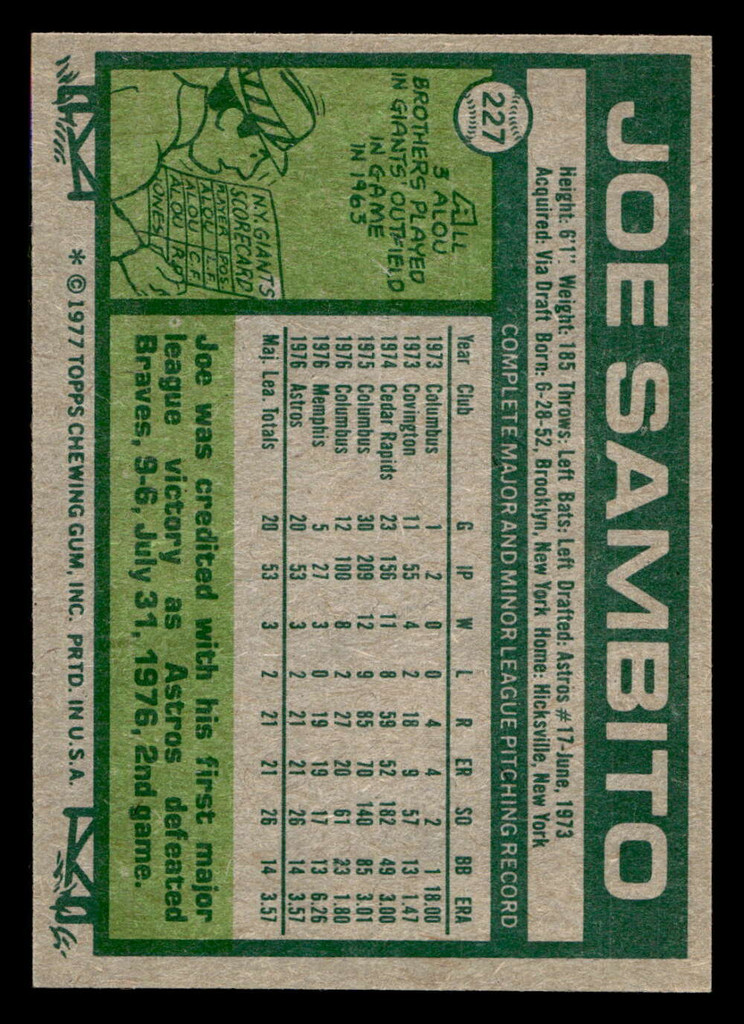 JOE SAMBITO
227
Height: 6'1" Weight: 185 Throws: Left Bats: Left Drafted: Astros #17-June, 1973
Acquired: Via Draft Born: 6-28-52, Brooklyn, New York Home: Hicksville, New York
COMPLETE MAJOR AND MINOR LEAGUE PITCHING RECORD
Year Club G IP W L R ER SO BB ERA
1973 Columbus 1 2 0 0 4 4 2 1 18.00
1973 Covington 11 55 4 2 18 9 57 13 1.47
1974 Cedar Rapids 23 156 11 8 59 52 182 49 3.00
1975 Columbus 30 209 12 9 85 70 140 85 3.01
1976 Columbus 12 100 8 2 27 20 61 23 1.80
1976 Memphis 5 27 3 0 19 19 17 13 6.26
1976 Astros 20 53 3 2 21 21 26 14 3.57
Maj. Lea. Totals 20 53 3 2 21 21 26 14 3.57
Joe was credited with his first major
league victory as Astros defeated
Braves, 9-6, July 31, 1976, 2nd game.
ALL
3 ALOU
BROTHERS PLAYED
IN GIANTS' OUTFIELD
IN GAME
IN 1963
N.Y. GIANTS
SCORECARD
PLAYER POS.
ALOU L.F.
ALOU C.F.
ALOU R.F.
JONES
* © 1977 TOPPS CHEWING GUM, INC. PRTD. IN U.S.A.